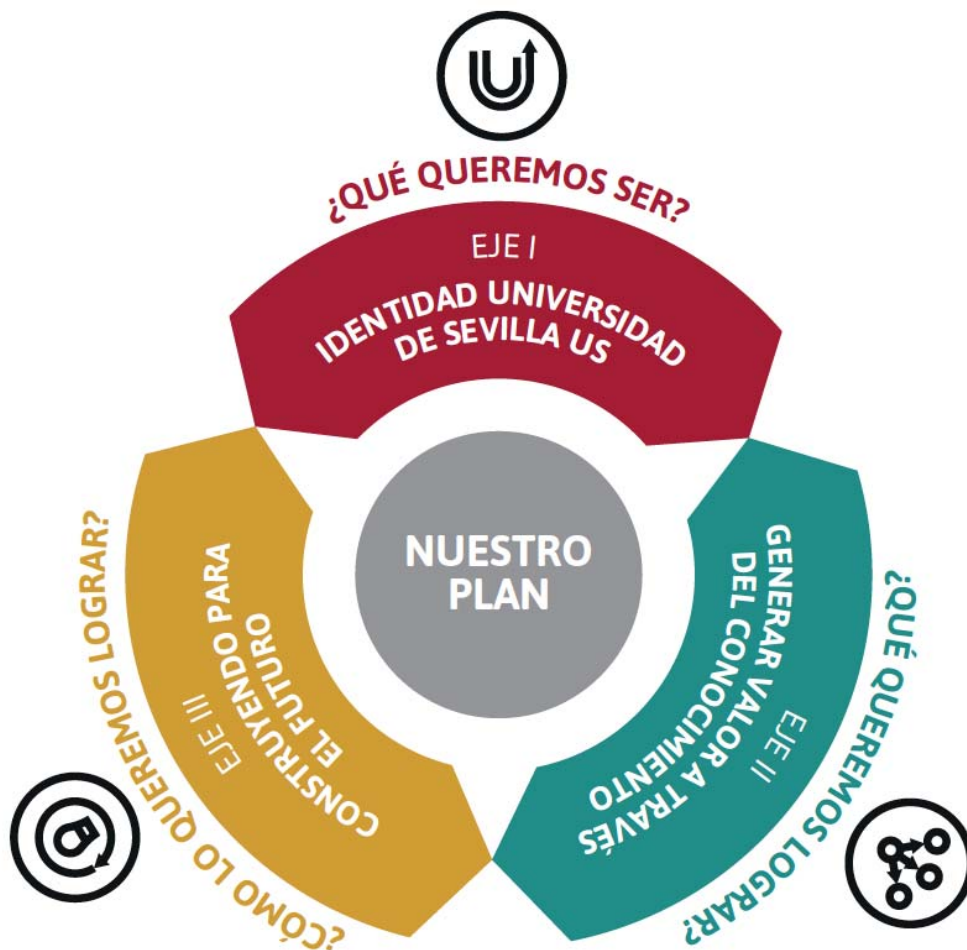 ¿QUÉ QUEREMOS SER?
EJE I
IDENTIDAD UNIVERSIDAD
DE SEVILLA US
NUESTRO
PLAN
¿QUÉ QUEREMOS LOGRAR?
EJE II
GENERAR VALOR A TRAVÉS
DEL CONOCIMIENTO
¿CÓMO LO QUEREMOS LOGRAR?
EJE III
CONSTRUYENDO PARA
EL FUTURO